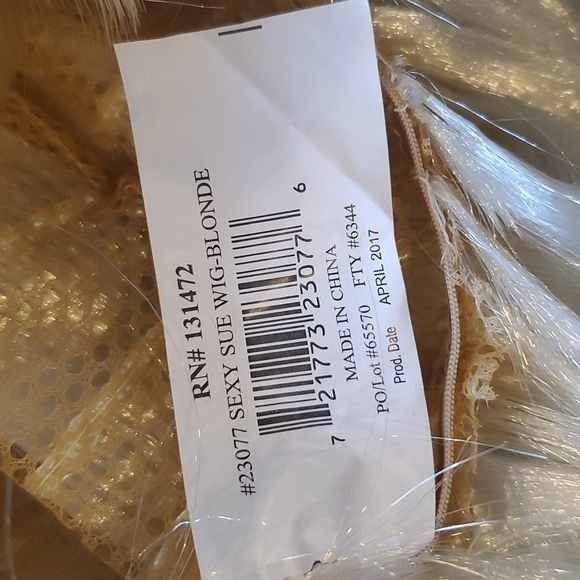 RN# 131472
#23077 SEXY SUE WIG-BLONDE
7 21773 23077 6
MADE IN CHINA
PO/Lot #65570 FTY #6344
Prod. Date APRIL 2017